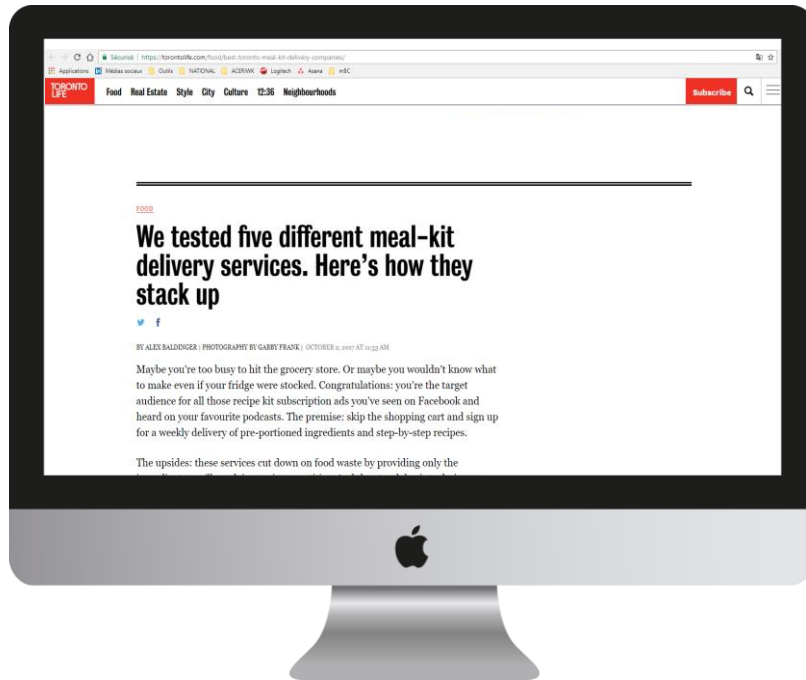 Sécurisé | https://torontolife.com/food/best-torontos-meal-kit-delivery-companies/
Applications Médias sociaux Outils NATIONAL ACERIWK Logitech Asana mBC
TORONTO LIFE Food Real Estate Style City Culture 12:36 Neighbourhoods Subscribe
FOOD
We tested five different meal-kit
delivery services. Here's how they
stack up
BY ALEX BALDINGER | PHOTOGRAPHY BY GABBY FRANK | OCTOBER 2, 2017 AT 11:33 AM
Maybe you're too busy to hit the grocery store. Or maybe you wouldn't know what
to make even if your fridge were stocked. Congratulations: you're the target
audience for all those recipe kit subscription ads you've seen on Facebook and
heard on your favourite podcasts. The premise: skip the shopping cart and sign up
for a weekly delivery of pre-portioned ingredients and step-by-step recipes.
The upsides: these services cut down on food waste by providing only the